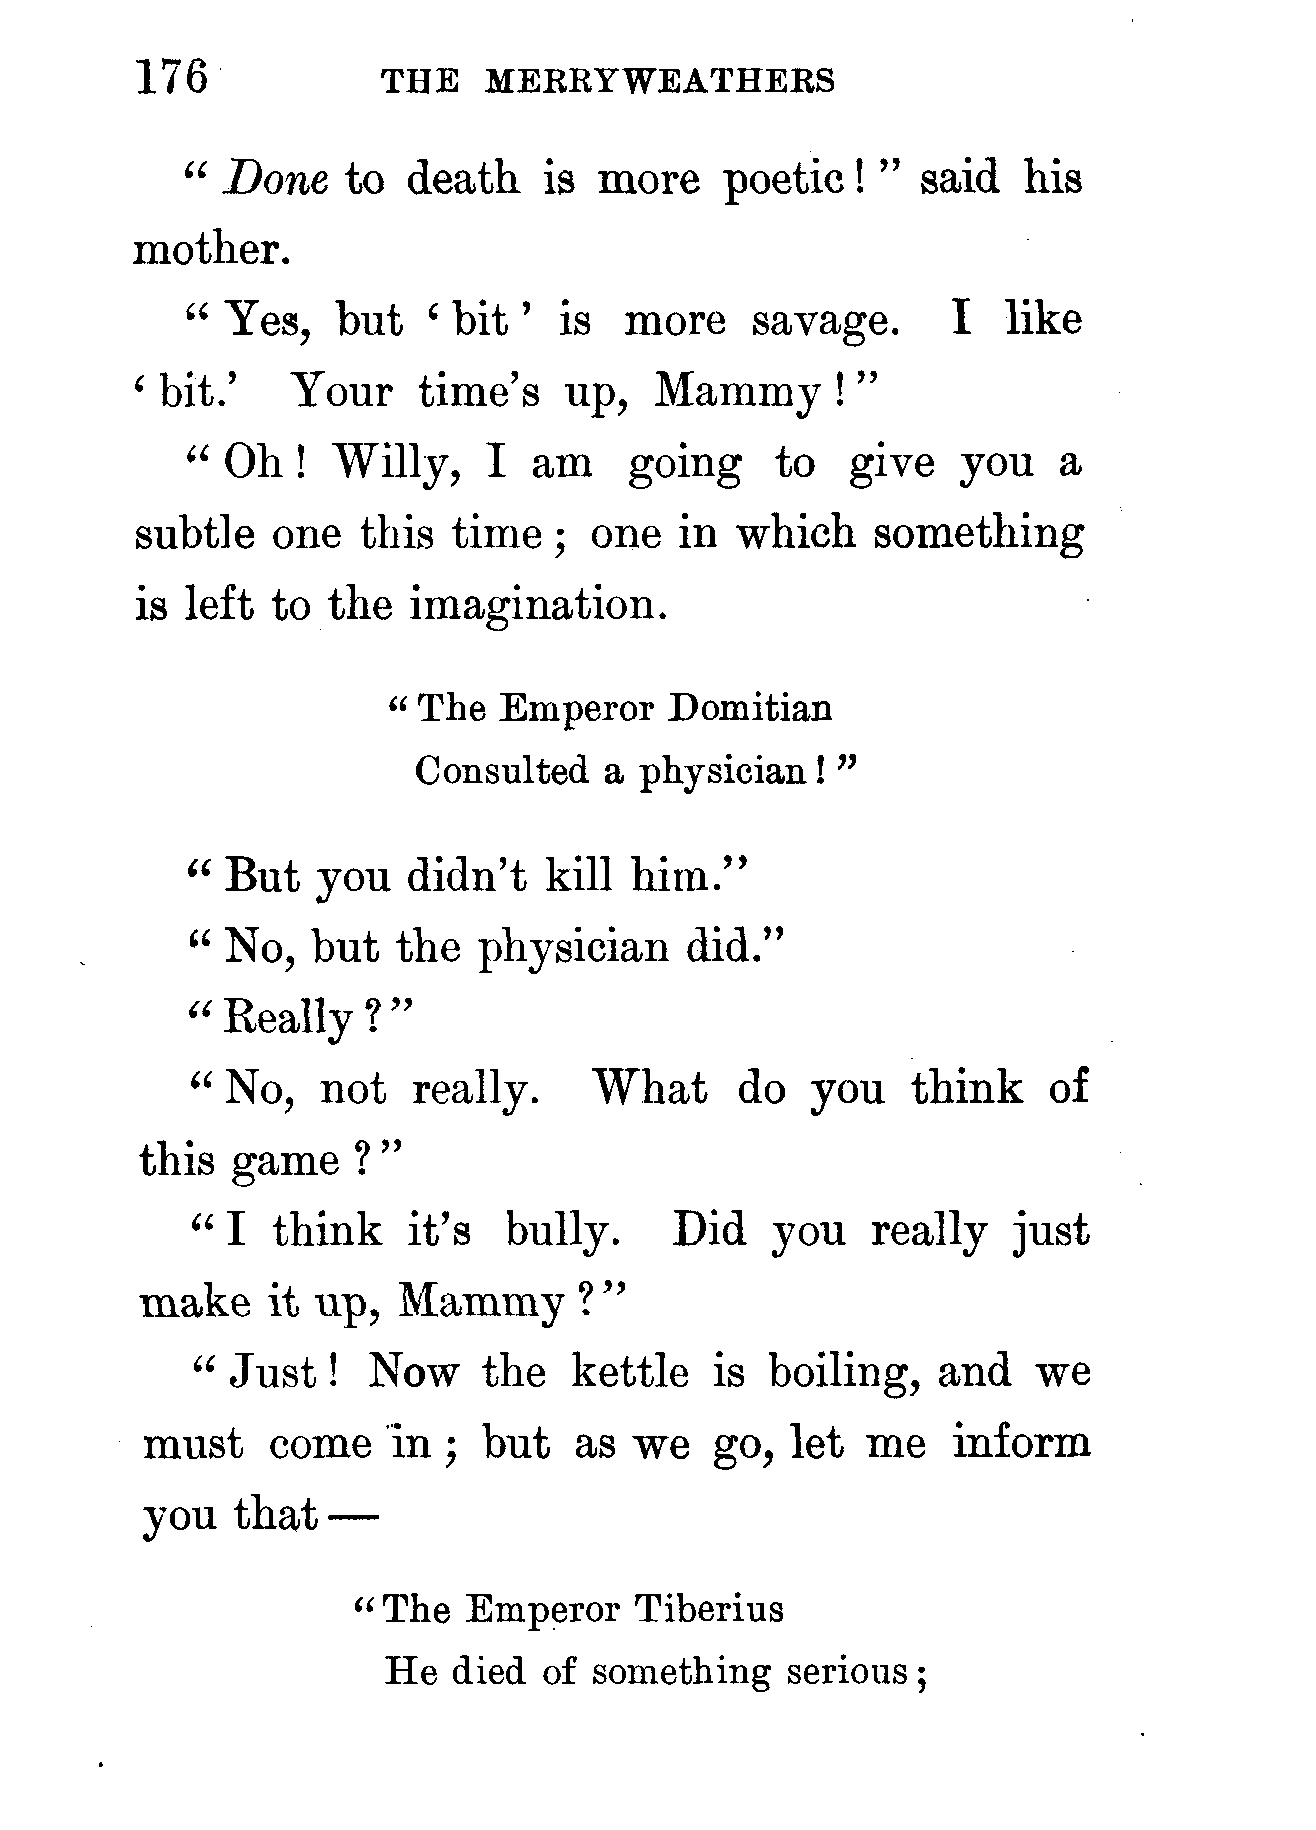 176 THE MERRYWEATHERS
“ Done to death is more poetic ! ” said his
mother.
“ Yes, but ‘ bit ’ is more savage. I like
‘ bit.’ Your time’s up, Mammy ! ”
“ Oh ! Willy, I am going to give you a
subtle one this time ; one in which something
is left to the imagination.
“ The Emperor Domitian
Consulted a physician ! ”
“ But you didn’t kill him.”
“ No, but the physician did.”
“ Really ? ”
“ No, not really. What do you think of
this game ? ”
“ I think it’s bully. Did you really just
make it up, Mammy ? ”
“ Just ! Now the kettle is boiling, and we
must come in ; but as we go, let me inform
you that —
“ The Emperor Tiberius
He died of something serious ;